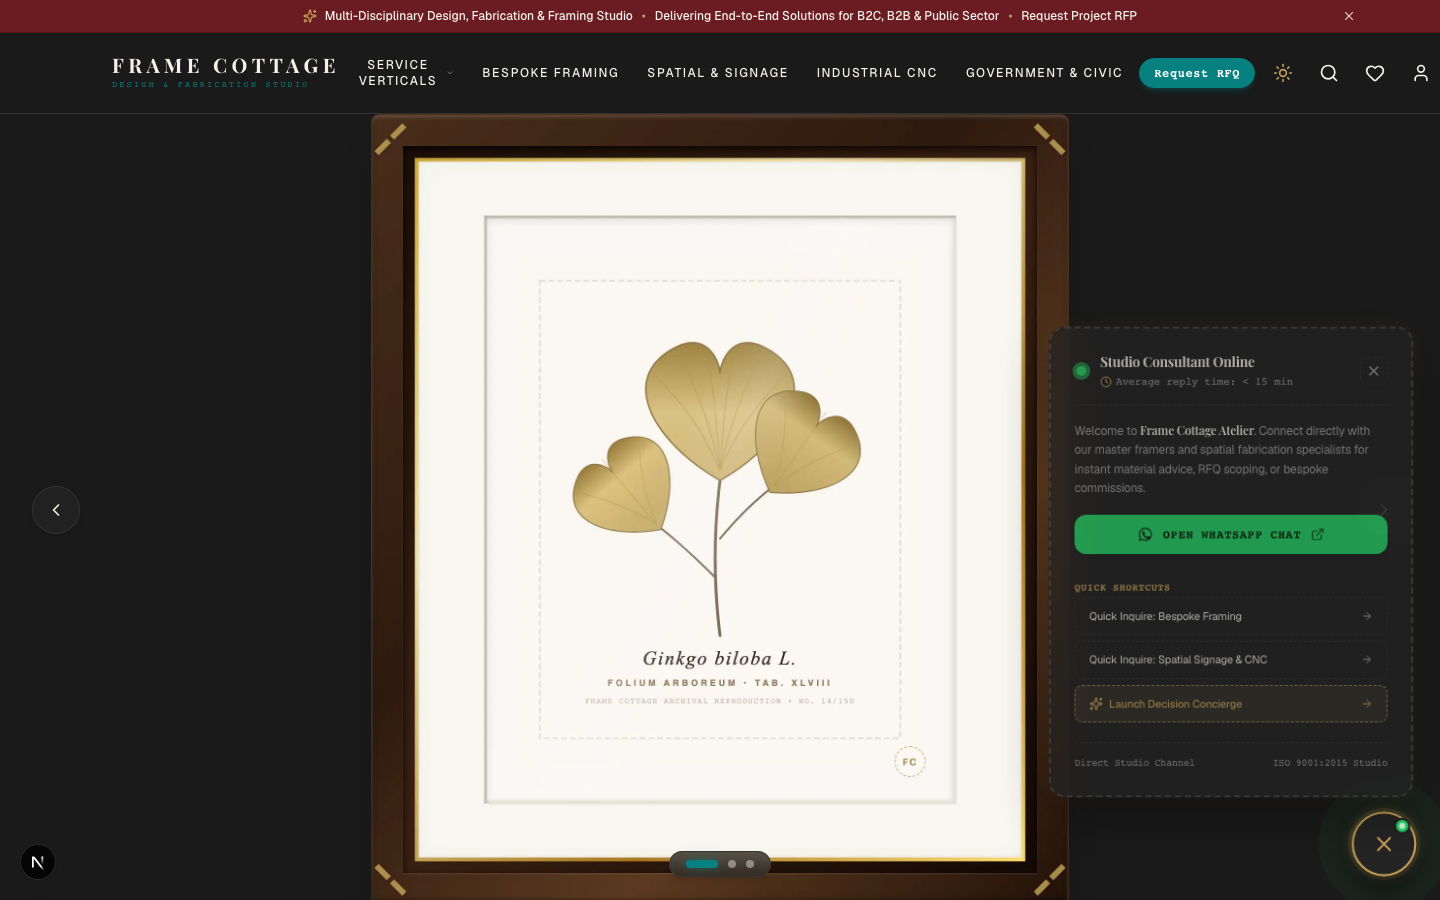 Multi-Disciplinary Design, Fabrication & Framing Studio • Delivering End-to-End Solutions for B2C, B2B & Public Sector • Request Project RFP
FRAME COTTAGE
DESIGN & FABRICATION STUDIO
SERVICE
VERTICALS
BESPOKE FRAMING
SPATIAL & SIGNAGE
INDUSTRIAL CNC
GOVERNMENT & CIVIC
Request RFQ
Ginkgo biloba L.
FOLIUM ARBOREUM • TAB. XLVIII
FRAME COTTAGE ARCHIVAL REPRODUCTION • NO. 14/150
FC
Studio Consultant Online
Average reply time: < 15 min
Welcome to Frame Cottage Atelier. Connect directly with
our master framers and spatial fabrication specialists for
instant material advice, RFQ scoping, or bespoke
commissions.
OPEN WHATSAPP CHAT
QUICK SHORTCUTS
Quick Inquire: Bespoke Framing
Quick Inquire: Spatial Signage & CNC
Launch Decision Concierge
Direct Studio Channel
ISO 9001:2015 Studio
N